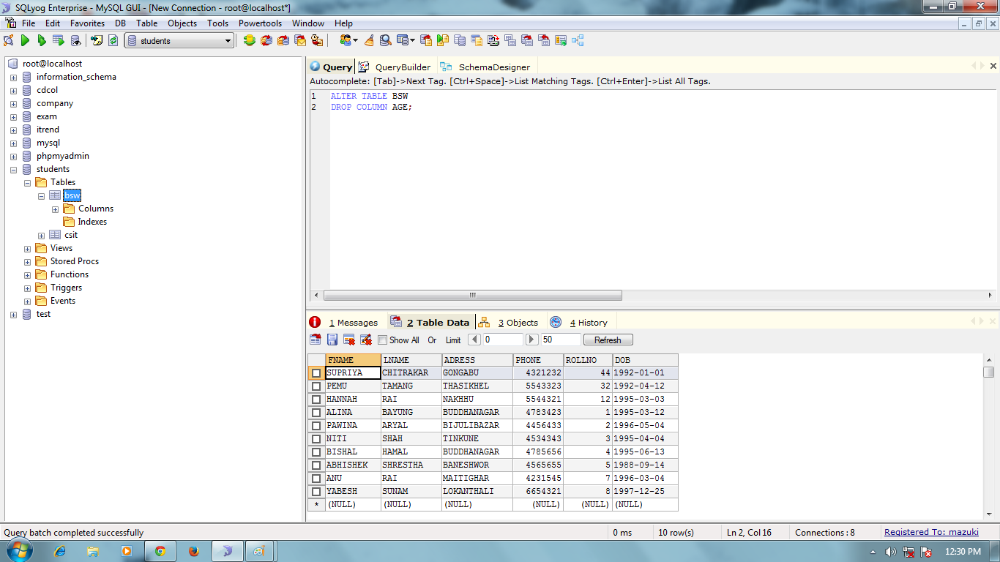 SQLyog Enterprise - MySQL GUI - [New Connection - root@localhost*]
File Edit Favorites DB Table Objects Tools Powertools Window Help
students
root@localhost
information_schema
cdcol
company
exam
itrend
mysql
phpmyadmin
students
Tables
bsw
Columns
Indexes
csit
Views
Stored Procs
Functions
Triggers
Events
test
Query QueryBuilder SchemaDesigner
Autocomplete: [Tab]->Next Tag. [Ctrl+Space]->List Matching Tags. [Ctrl+Enter]->List All Tags.
1 ALTER TABLE BSW
2 DROP COLUMN AGE;
1 Messages 2 Table Data 3 Objects 4 History
Show All Or Limit 0 50 Refresh
FNAME LNAME ADRESS PHONE ROLLNO DOB
SUPRIYA CHITRAKAR GONGABU 4321232 44 1992-01-01
PEMU TAMANG THASIKHEL 5543323 32 1992-04-12
HANNAH RAI NAKHHU 5544321 12 1995-03-03
ALINA BAYUNG BUDDHANAGAR 4783423 1 1995-03-12
PAWINA ARYAL BIJULIBAZAR 4456433 2 1996-05-04
NITI SHAH TINKUNE 4534343 3 1995-04-04
BISHAL HAMAL BUDDHANAGAR 4785656 4 1995-06-13
ABHISHEK SHRESTHA BANESHWOR 4565655 5 1988-09-14
ANU RAI MAITIGHAR 4231545 7 1996-03-04
YABESH SUNAM LOKANTHALI 6654321 8 1997-12-25
* (NULL) (NULL) (NULL) (NULL) (NULL) (NULL)
Query batch completed successfully 0 ms 10 row(s) Ln 2, Col 16 Connections : 8 Registered To: mazuki
12:30 PM